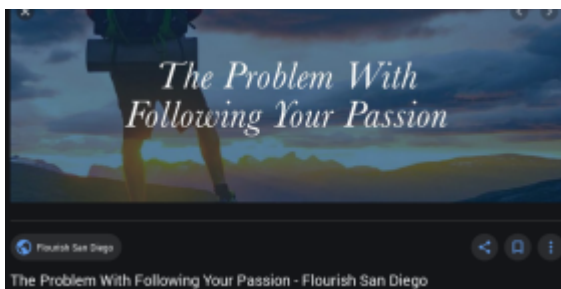 The Problem With
Following Your Passion
Flourish San Diego
The Problem With Following Your Passion - Flourish San Diego